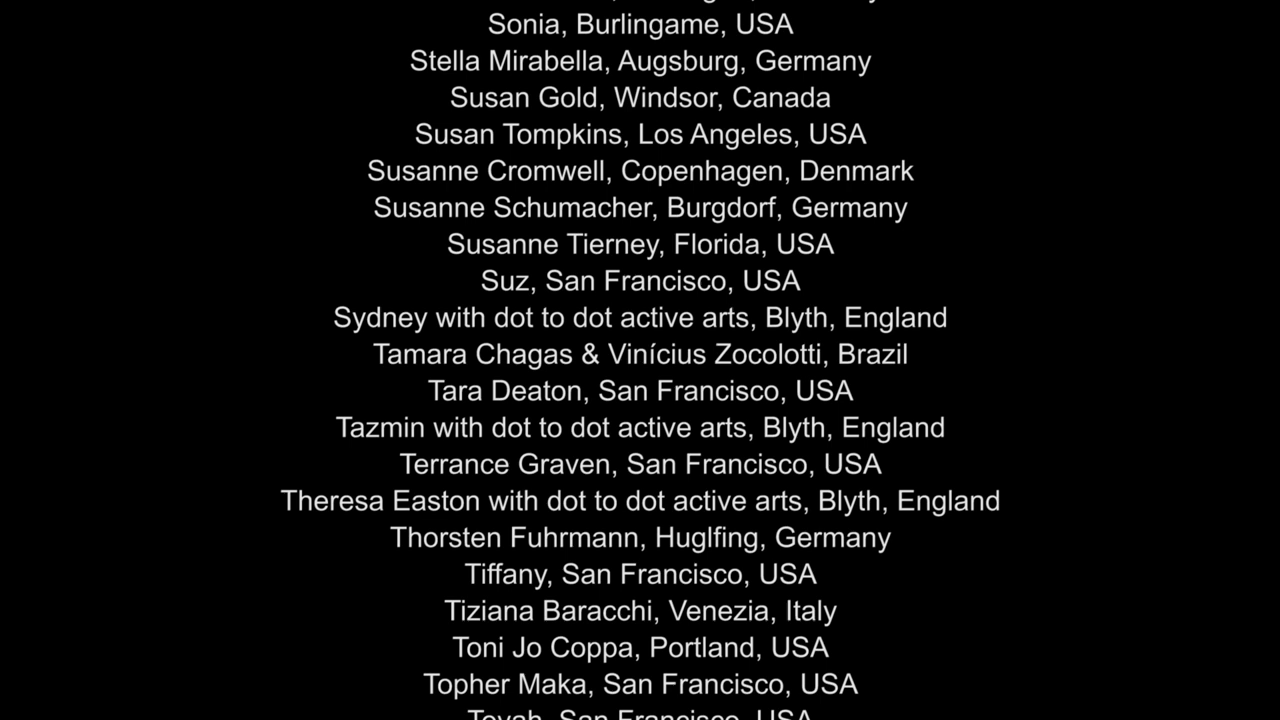 Sonia, Burlingame, USA
Stella Mirabella, Augsburg, Germany
Susan Gold, Windsor, Canada
Susan Tompkins, Los Angeles, USA
Susanne Cromwell, Copenhagen, Denmark
Susanne Schumacher, Burgdorf, Germany
Susanne Tierney, Florida, USA
Suz, San Francisco, USA
Sydney with dot to dot active arts, Blyth, England
Tamara Chagas & Vinícius Zocolotti, Brazil
Tara Deaton, San Francisco, USA
Tazmin with dot to dot active arts, Blyth, England
Terrance Graven, San Francisco, USA
Theresa Easton with dot to dot active arts, Blyth, England
Thorsten Fuhrmann, Huglfing, Germany
Tiffany, San Francisco, USA
Tiziana Baracchi, Venezia, Italy
Toni Jo Coppa, Portland, USA
Topher Maka, San Francisco, USA
San Francisco, USA